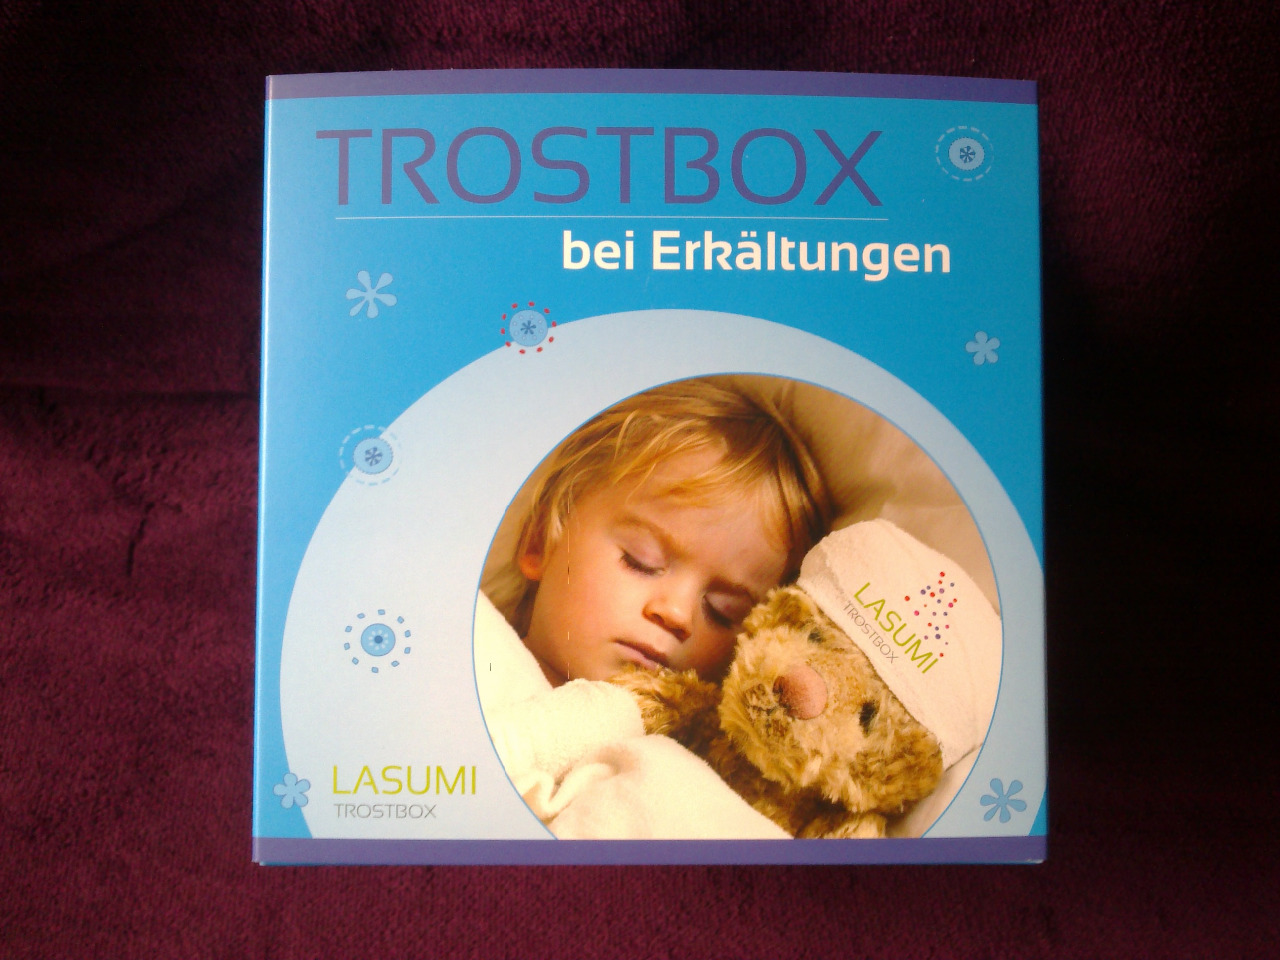 TROSTBOX
bei Erkältungen
LASUMI
TROSTBOX
LASUMI
TROSTBOX